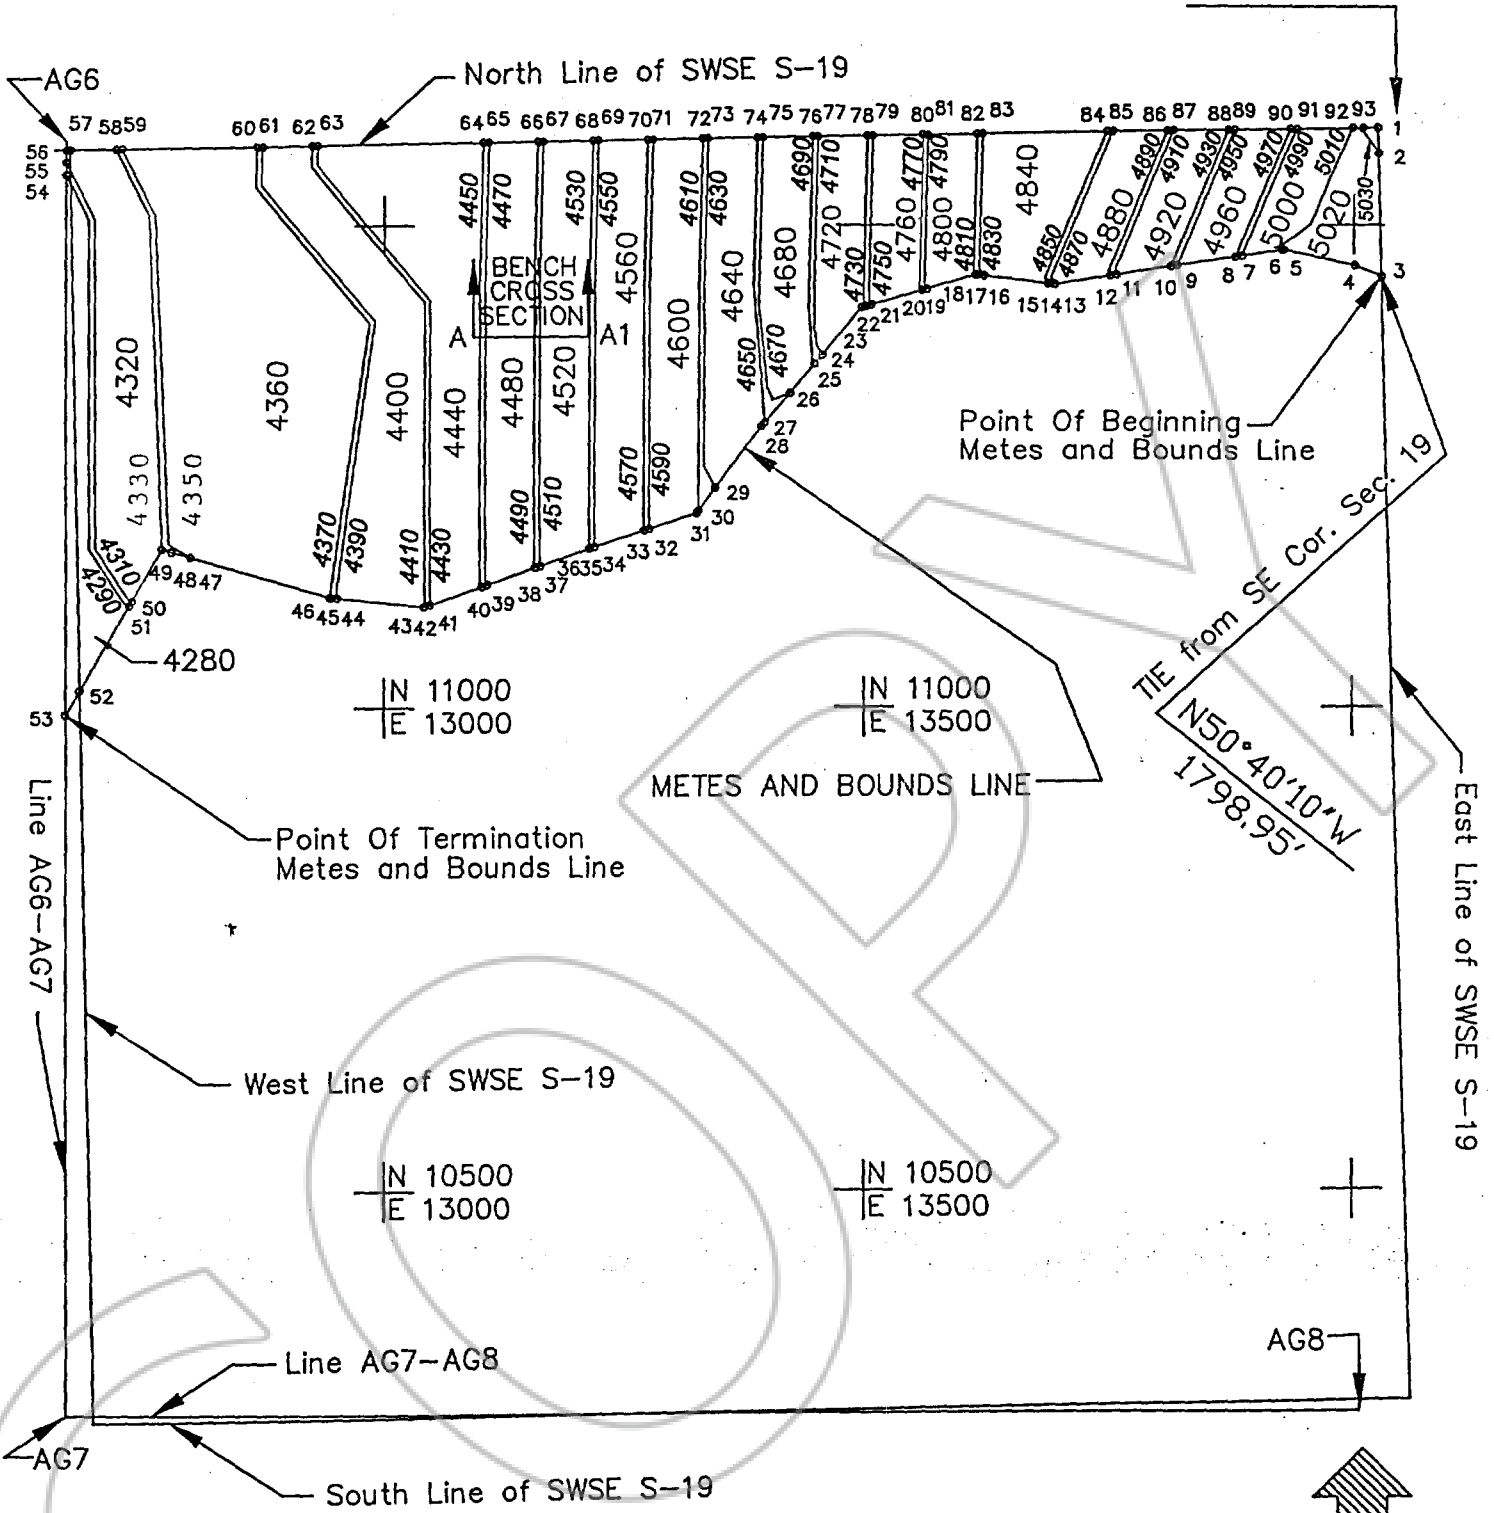 AG6
North Line of SWSE S-19
57 58 59 60 61 62 63 64 65 66 67 68 69 70 71 72 73 74 75 76 77 78 79 80 81 82 83 84 85 86 87 88 89 90 91 92 93 1
56
55
54
2
3
4290
4310
4320
4330
4350
4360
4370
4390
4400
4410
4430
4440
4450
4470
4480
4490
4510
4520
4530
4550
4560
4570
4590
4600
4610
4630
4640
4650
4670
4680
4690
4710
4720
4730
4750
4760
4770
4790
4800
4810
4830
4840
4850
4870
4880
4890
4910
4920
4930
4950
4960
4970
4990
5000
5010
5020
5030
BENCH
CROSS
SECTION
A
A1
53 52 51 50 49 48 47 46 45 44 43 42 41 40 39 38 37 36 35 34 33 32 31 30 29 28 27 26 25 24 23 22 21 20 19 18 17 16 15 14 13 12 11 10 9 8 7 6 5 4
4280
Point Of Beginning
Metes and Bounds Line
TIE from SE Cor. Sec. 19
N50°40'10"W
1798.95'
N 11000
E 13000
N 11000
E 13500
METES AND BOUNDS LINE
Point Of Termination
Metes and Bounds Line
Line AG6-AG7
East Line of SWSE S-19
West Line of SWSE S-19
N 10500
E 13000
N 10500
E 13500
AG8
Line AG7-AG8
AG7
South Line of SWSE S-19
COPY